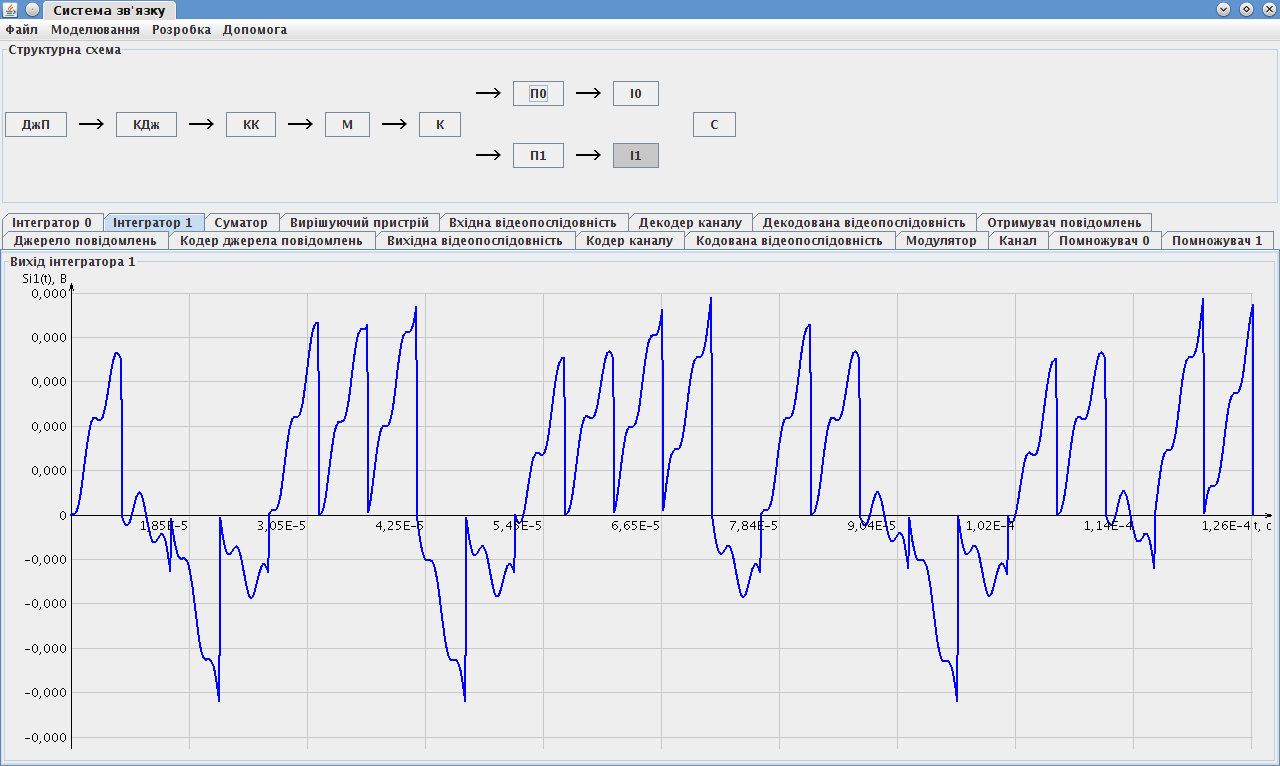 Система зв'язку
Файл Моделювання Розробка Допомога
Структурна схема
П0 І0
ДжП КДж КК М К С
П1 І1
Інтегратор 0 Інтегратор 1 Суматор Вирішуючий пристрій Вхідна відеопослідовність Декодер каналу Декодована відеопослідовність Отримувач повідомлень
Джерело повідомлень Кодер джерела повідомлень Вихідна відеопослідовність Кодер каналу Кодована відеопослідовність Модулятор Канал Помножувач 0 Помножувач 1
Вихід інтегратора 1
Si1(t), В
0,000
0,000
0,000
0,000
0,000
0
1,85E-5 3,05E-5 4,25E-5 5,45E-5 6,65E-5 7,84E-5 9,04E-5 1,02E-4 1,14E-4 1,26E-4 t, с
-0,000
-0,000
-0,000
-0,000
-0,000